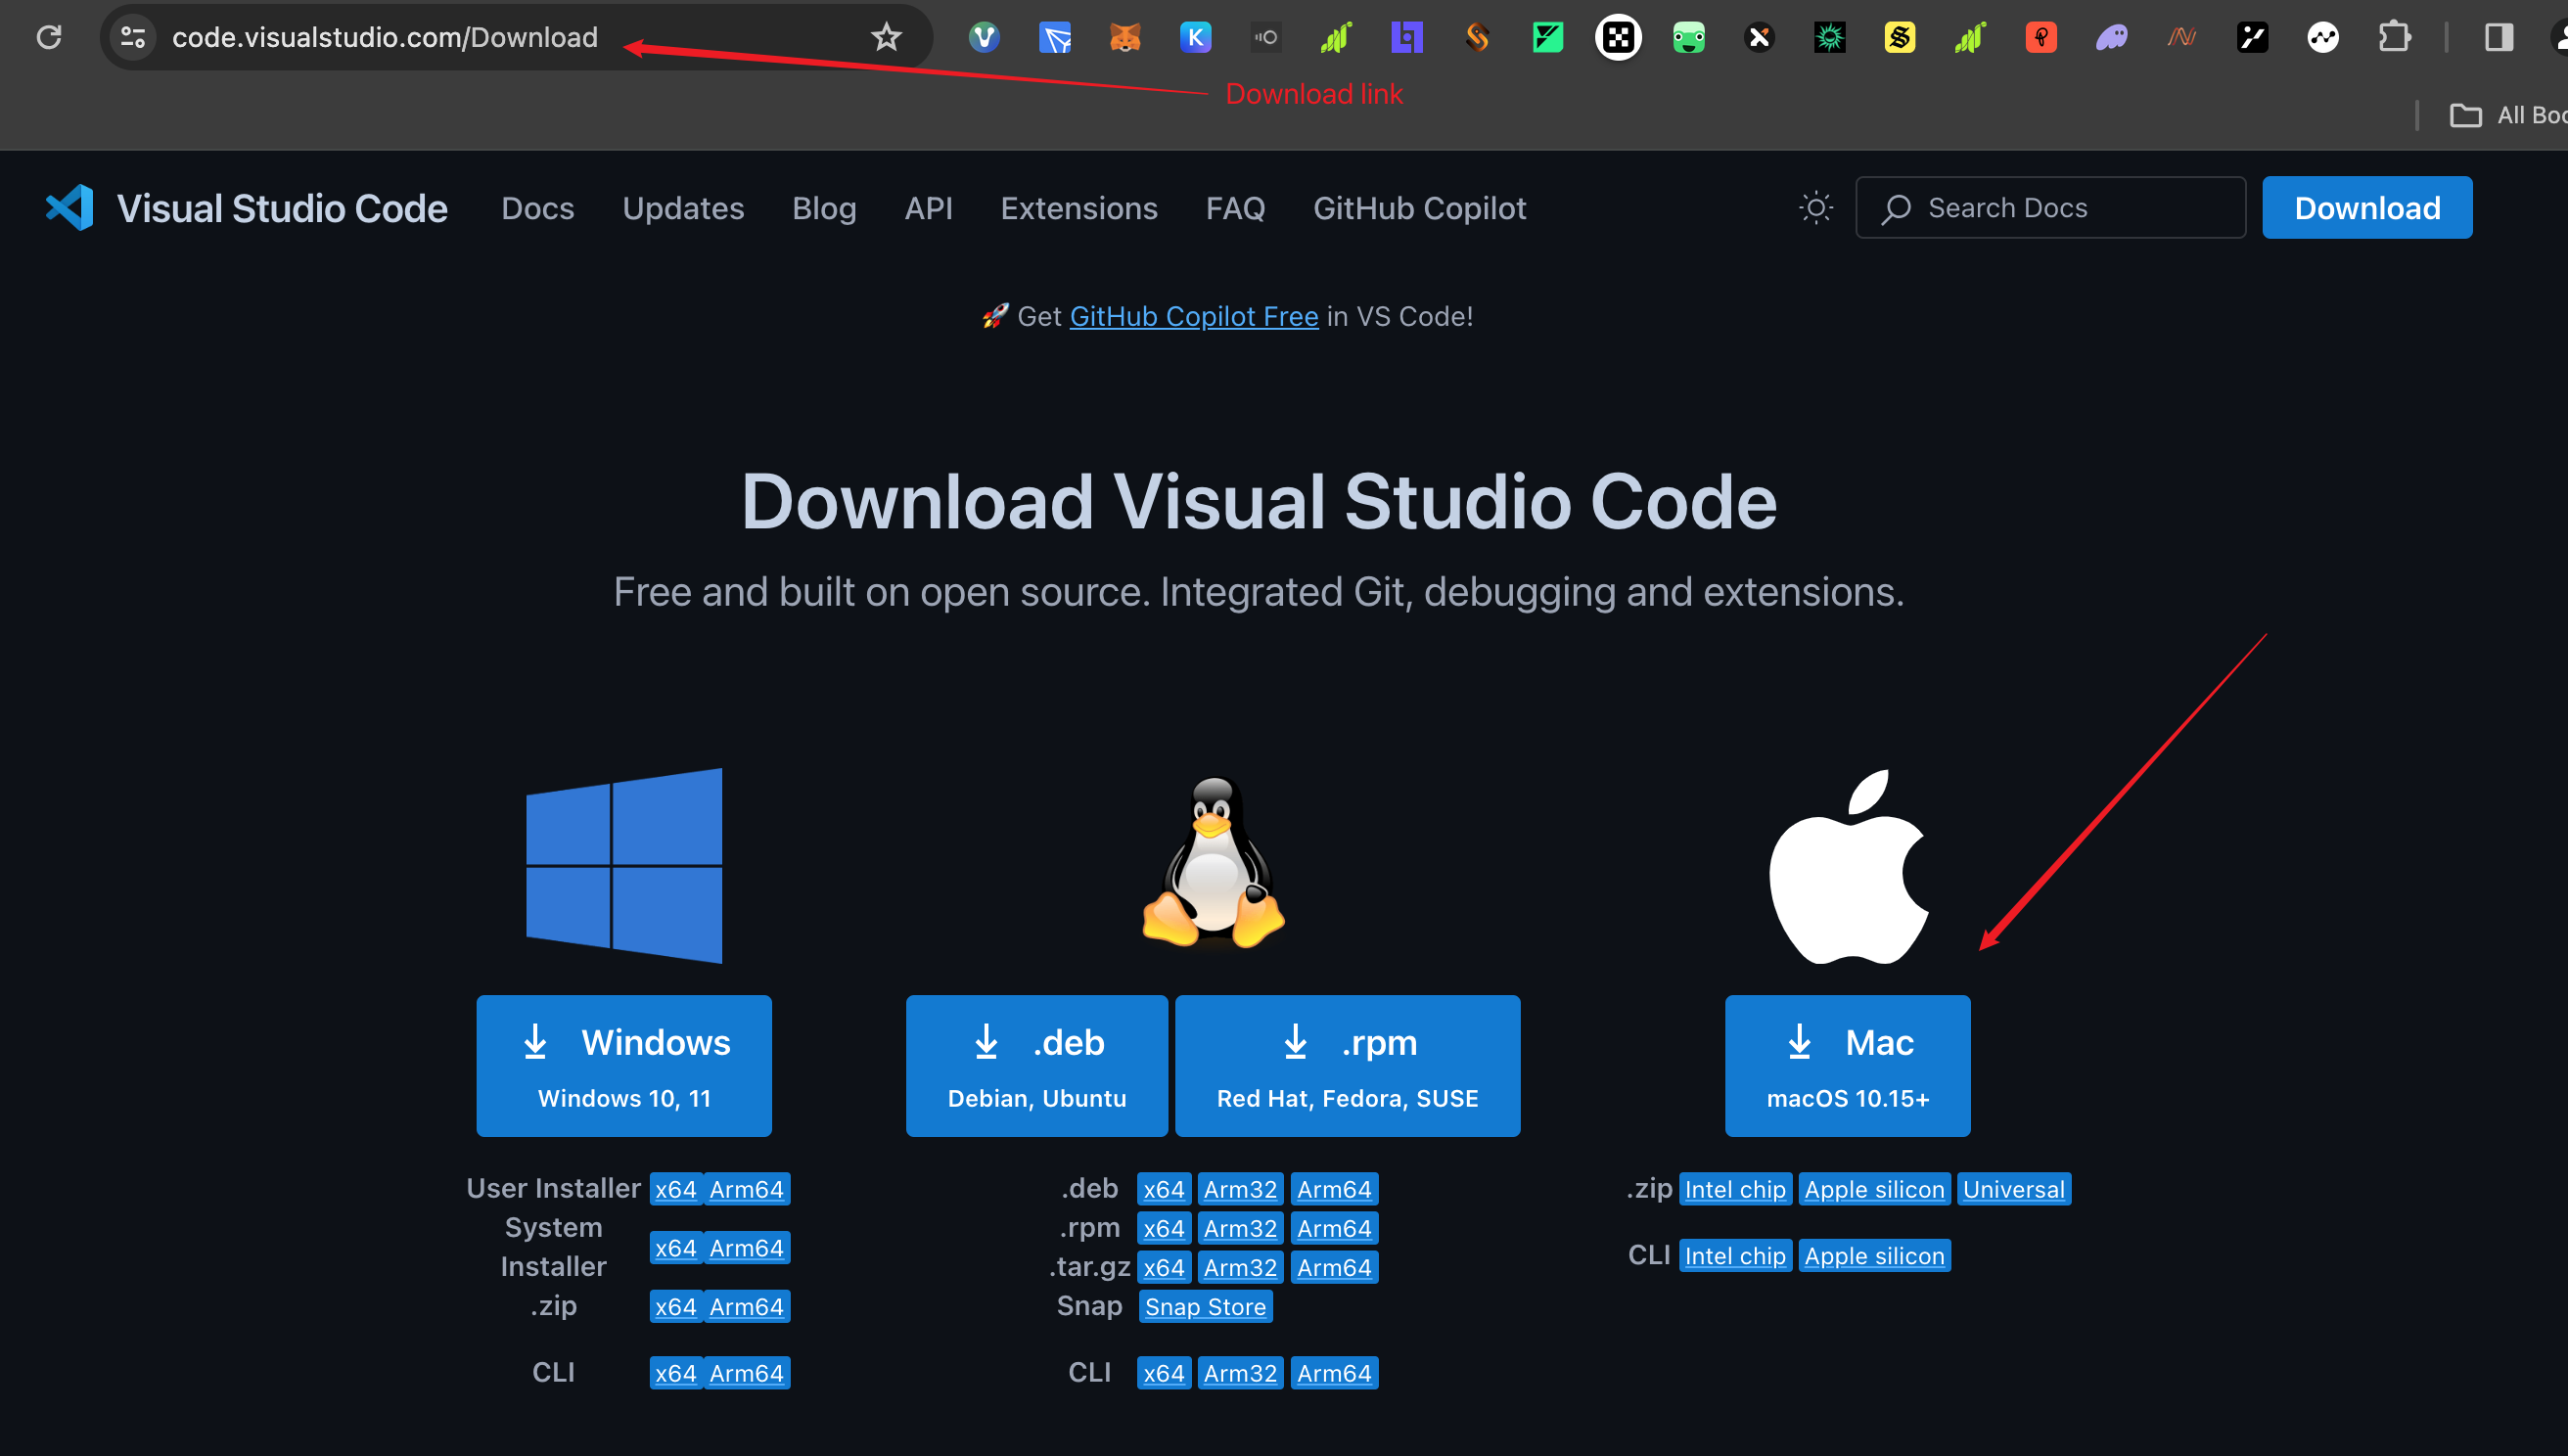 code.visualstudio.com/Download
Download link
All Boo
Visual Studio Code Docs Updates Blog API Extensions FAQ GitHub Copilot Search Docs Download
🚀 Get GitHub Copilot Free in VS Code!
Download Visual Studio Code
Free and built on open source. Integrated Git, debugging and extensions.
Windows
Windows 10, 11
.deb
Debian, Ubuntu
.rpm
Red Hat, Fedora, SUSE
Mac
macOS 10.15+
User Installer x64 Arm64
System Installer x64 Arm64
.zip x64 Arm64
CLI x64 Arm64
.deb x64 Arm32 Arm64
.rpm x64 Arm32 Arm64
.tar.gz x64 Arm32 Arm64
Snap Snap Store
CLI x64 Arm32 Arm64
.zip Intel chip Apple silicon Universal
CLI Intel chip Apple silicon